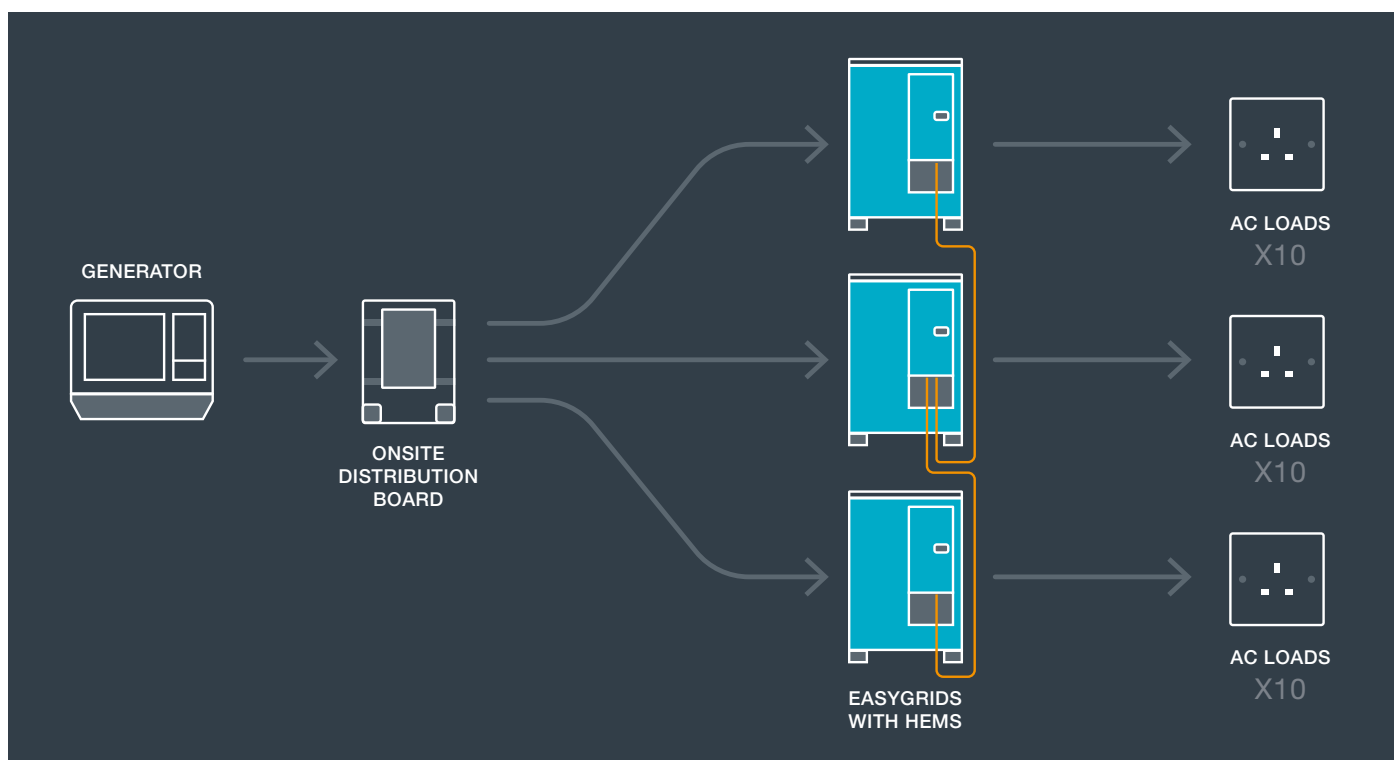 GENERATOR
ONSITE
DISTRIBUTION
BOARD
EASYGRIDS
WITH HEMS
AC LOADS
X10
AC LOADS
X10
AC LOADS
X10